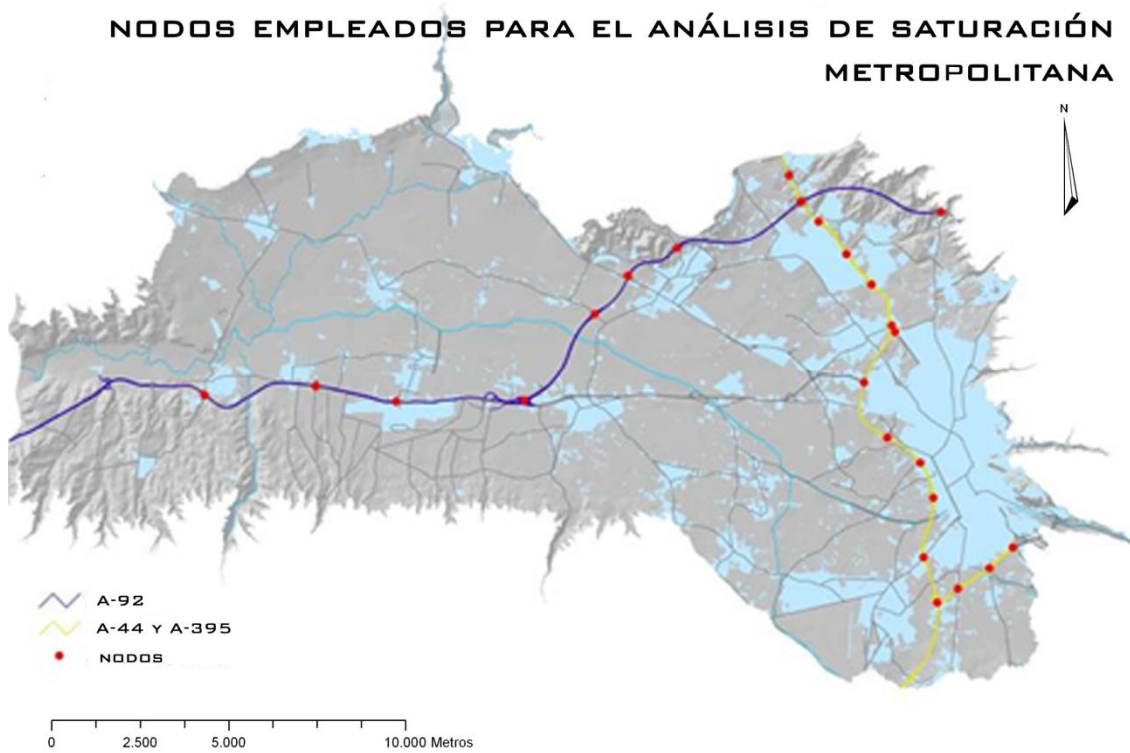 NODOS EMPLEADOS PARA EL ANÁLISIS DE SATURACIÓN
METROPOLITANA
N
A-92
A-44 Y A-395
NODOS
0 2.500 5.000 10.000 Metros